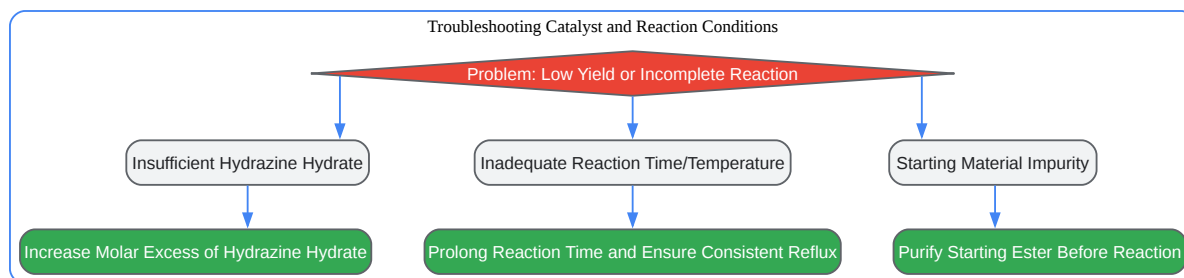 Troubleshooting Catalyst and Reaction Conditions
Problem: Low Yield or Incomplete Reaction
Insufficient Hydrazine Hydrate
Inadequate Reaction Time/Temperature
Starting Material Impurity
Increase Molar Excess of Hydrazine Hydrate
Prolong Reaction Time and Ensure Consistent Reflux
Purify Starting Ester Before Reaction